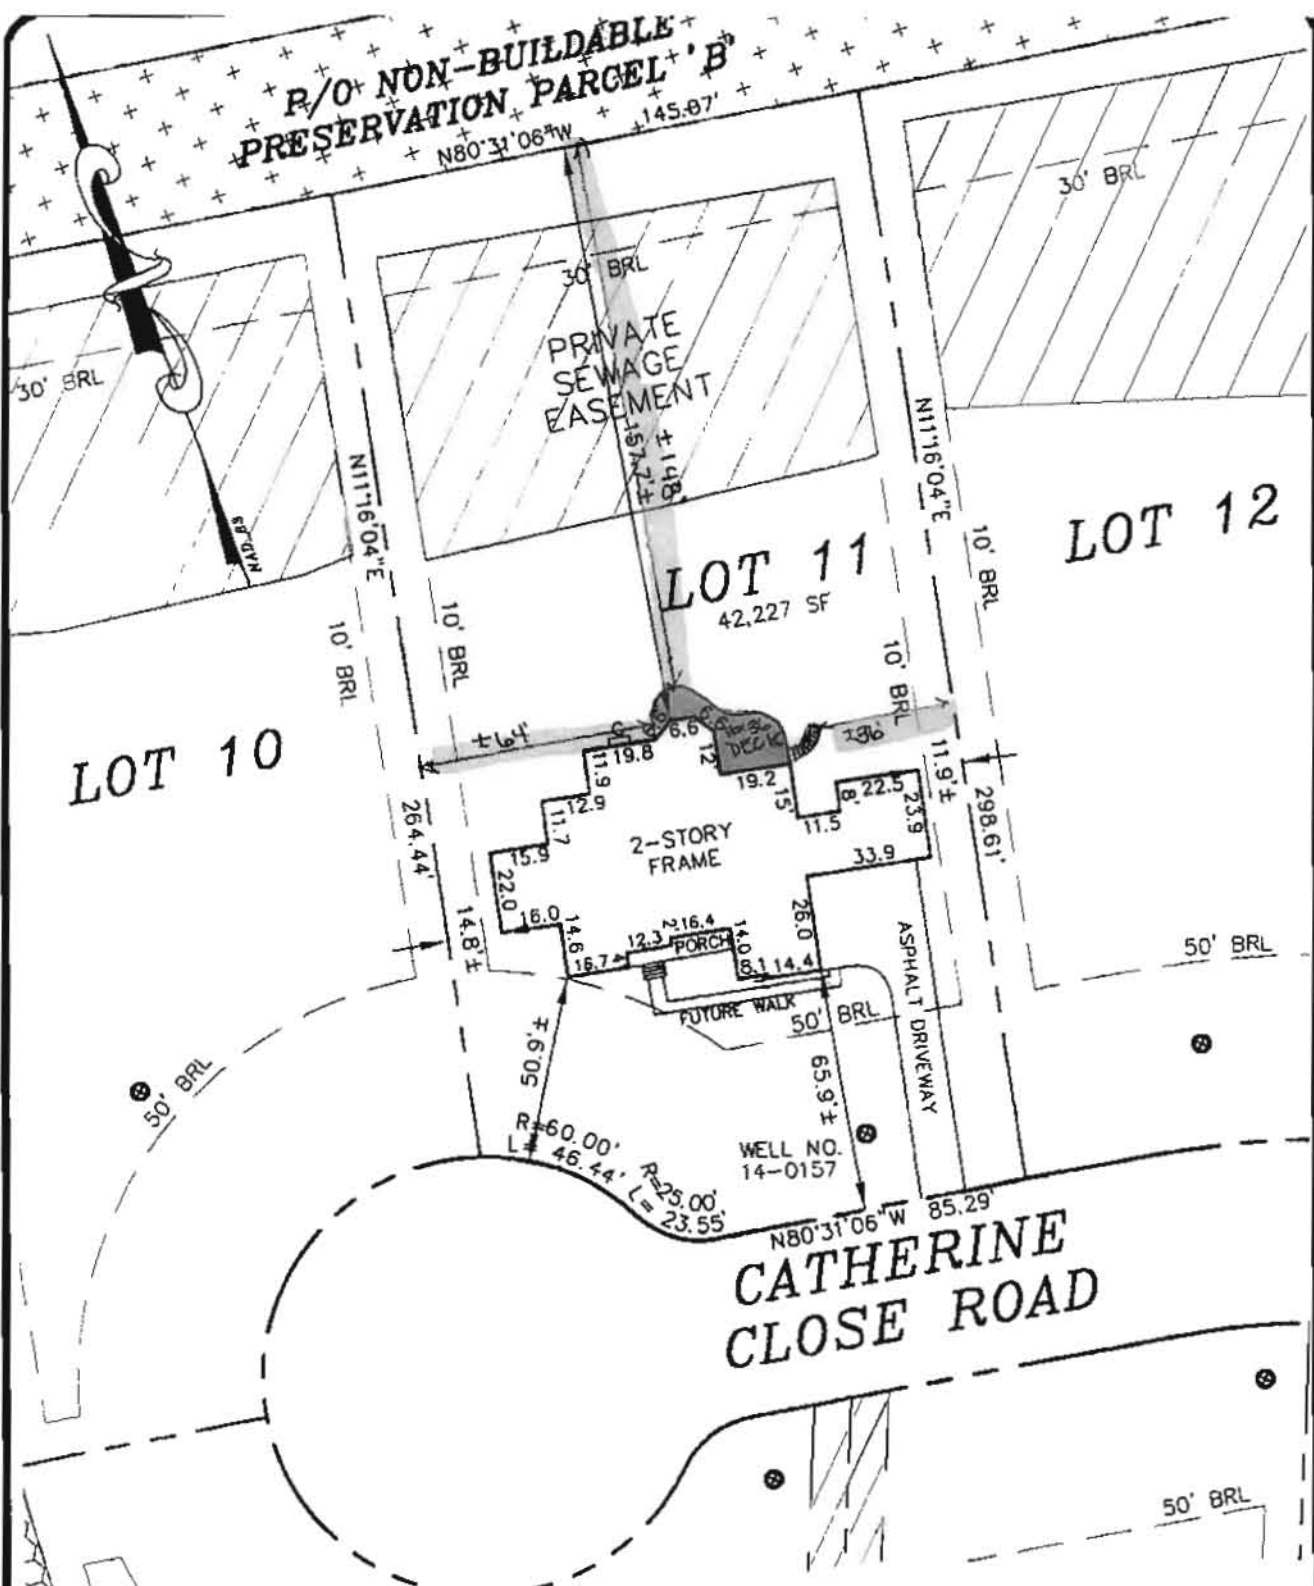 P/O NON-BUILDABLE
PRESERVATION PARCEL 'B'
N80°31'06"W
145.07'
30' BRL
30' BRL
30' BRL
PRIVATE
SEWAGE
EASEMENT
157.7'±
±148'
NAD 83
N11°16'04"E
N11°16'04"E
LOT 11
42,227 SF
LOT 12
LOT 10
10' BRL
10' BRL
10' BRL
10' BRL
±64'
±36'
6.6
DECK
12'
19.8
19.2
11.9
12.9
11.7
15.9
22.0
16.0
14.6
16.7
12.3
2'
16.4
PORCH
14.0
8.1
14.4
26.0
33.9
23.9
22.5
8'
11.5
15'
11.9'±
2-STORY
FRAME
264.44'
298.61'
14.8'±
ASPHALT DRIVEWAY
FUTURE WALK
50' BRL
50' BRL
50' BRL
50.9'±
65.9'±
R=60.00'
L= 46.44'
R=25.00'
L= 23.55'
WELL NO.
14-0157
N80°31'06"W 85.29'
CATHERINE
CLOSE ROAD
50' BRL